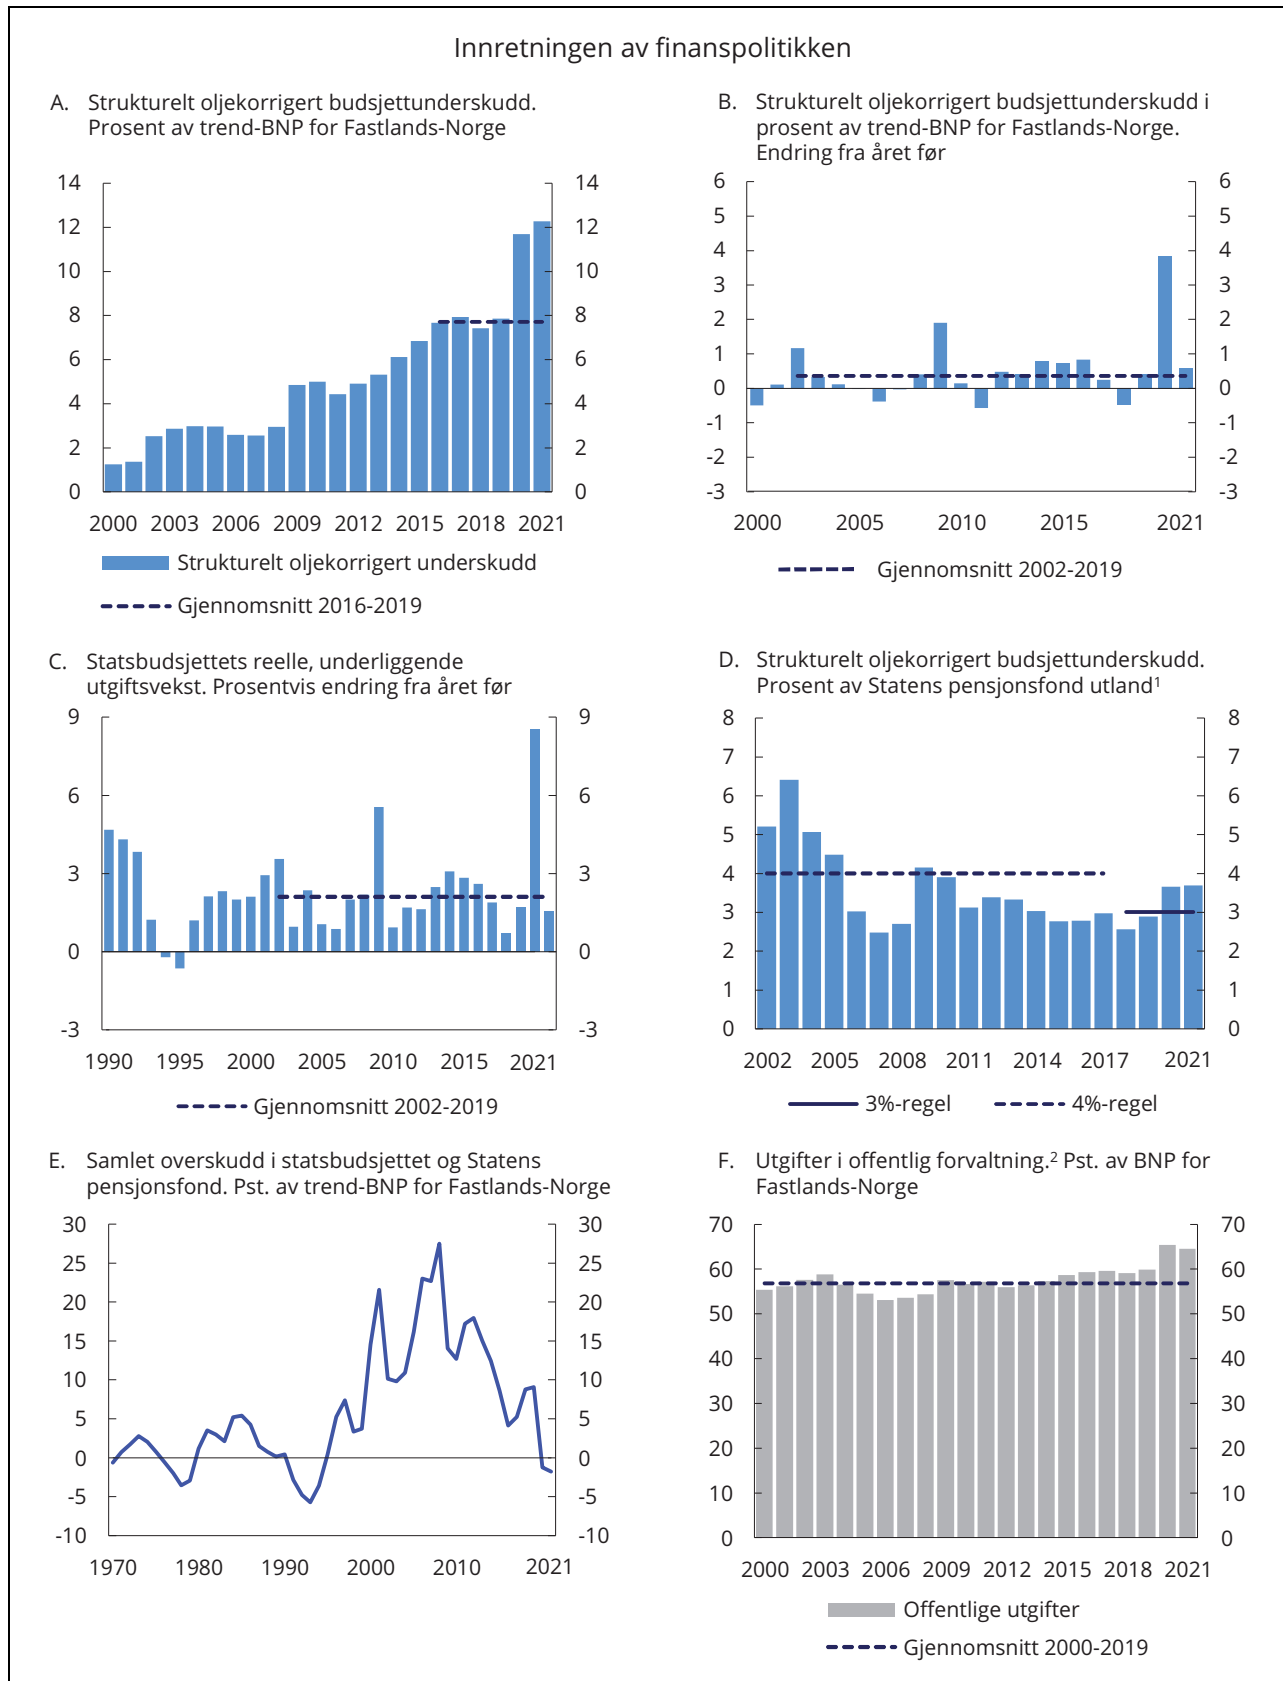 Innretningen av finanspolitikken
A. Strukturelt oljekorrigert budsjettunderskudd.
Prosent av trend-BNP for Fastlands-Norge
14 14
12 12
10 10
8 8
6 6
4 4
2 2
0 0
2000 2003 2006 2009 2012 2015 2018 2021
Strukturelt oljekorrigert underskudd
Gjennomsnitt 2016-2019
B. Strukturelt oljekorrigert budsjettunderskudd i
prosent av trend-BNP for Fastlands-Norge.
Endring fra året før
6 6
5 5
4 4
3 3
2 2
1 1
0 0
-1 -1
-2 -2
-3 -3
2000 2005 2010 2015 2021
Gjennomsnitt 2002-2019
C. Statsbudsjettets reelle, underliggende
utgiftsvekst. Prosentvis endring fra året før
9 9
6 6
3 3
0 0
-3 -3
1990 1995 2000 2005 2010 2015 2021
Gjennomsnitt 2002-2019
D. Strukturelt oljekorrigert budsjettunderskudd.
Prosent av Statens pensjonsfond utland¹
8 8
7 7
6 6
5 5
4 4
3 3
2 2
1 1
0 0
2002 2005 2008 2011 2014 2017 2021
3%-regel 4%-regel
E. Samlet overskudd i statsbudsjettet og Statens
pensjonsfond. Pst. av trend-BNP for Fastlands-Norge
30 30
25 25
20 20
15 15
10 10
5 5
0 0
-5 -5
-10 -10
1970 1980 1990 2000 2010 2021
F. Utgifter i offentlig forvaltning.² Pst. av BNP for
Fastlands-Norge
70 70
60 60
50 50
40 40
30 30
20 20
10 10
0 0
2000 2003 2006 2009 2012 2015 2018 2021
Offentlige utgifter
Gjennomsnitt 2000-2019